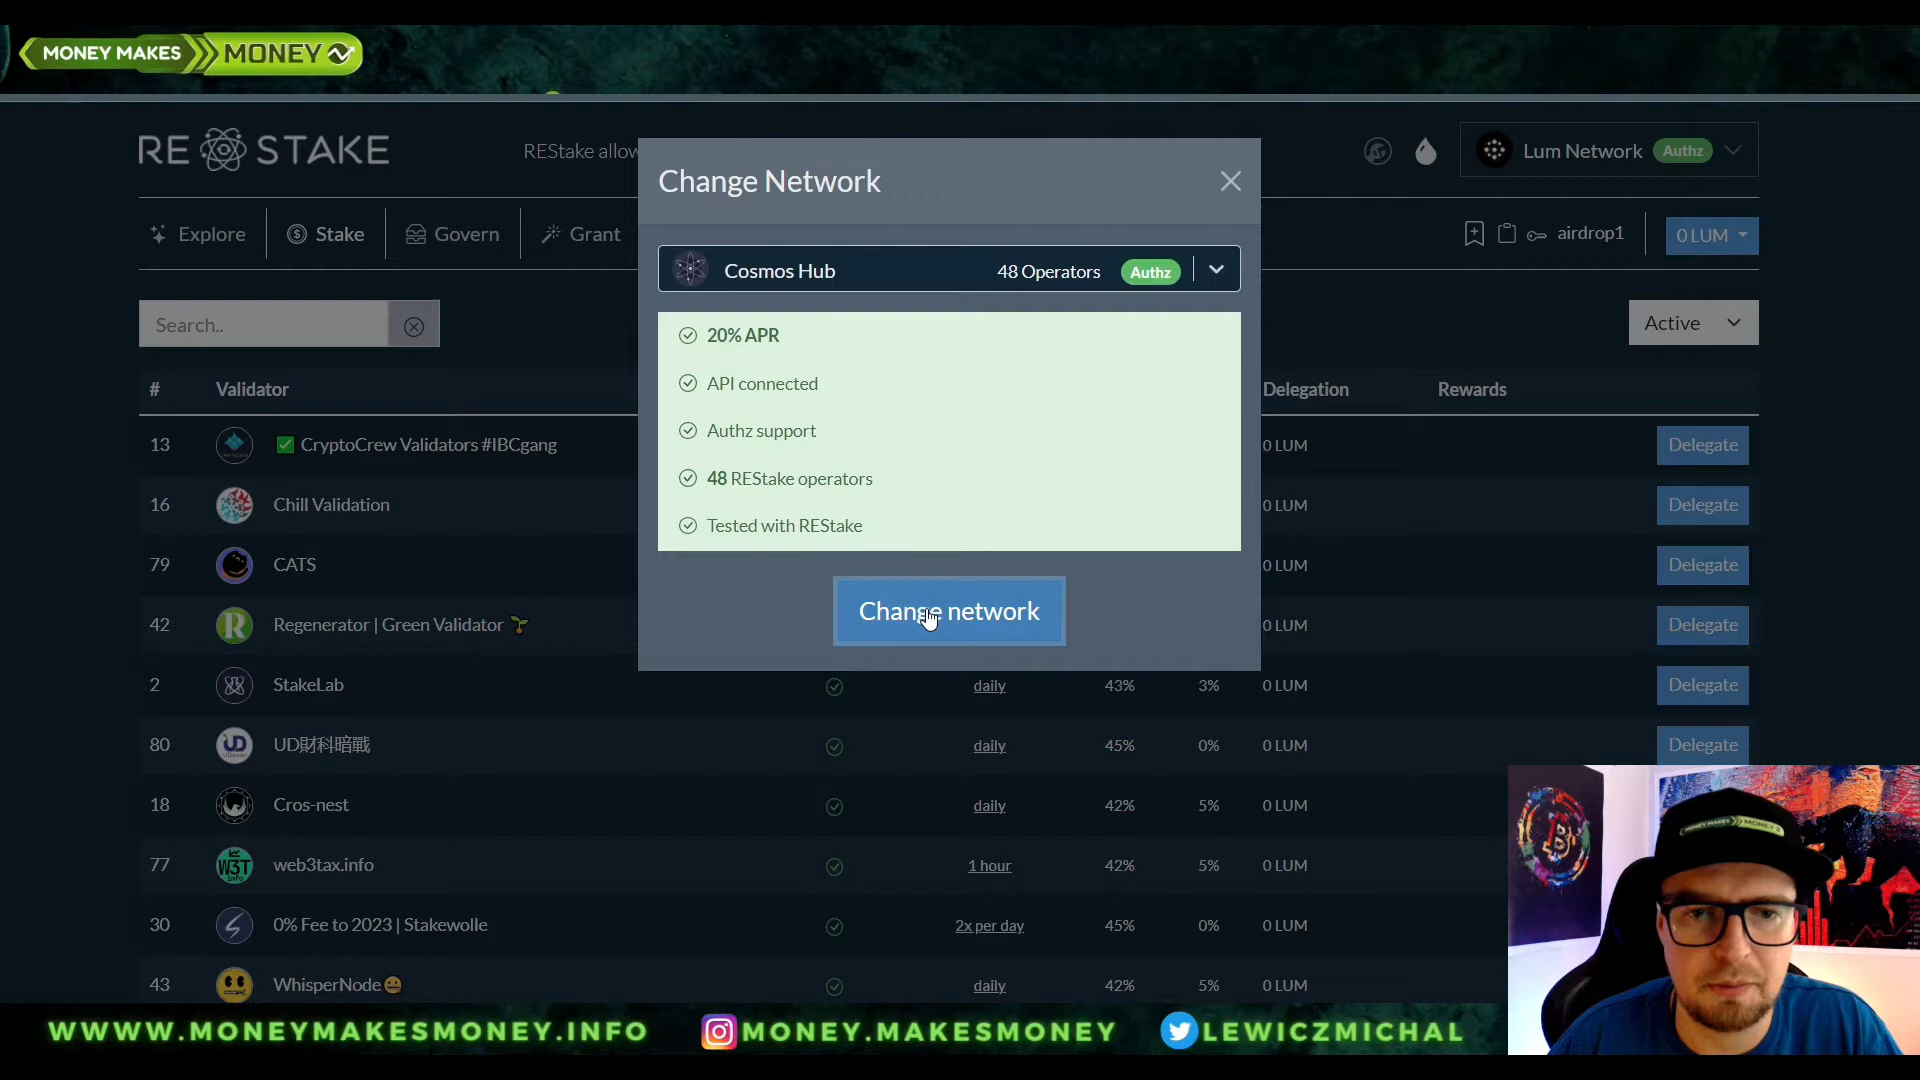 MONEY MAKES MONEY
RE STAKE
REStake allow
Lum Network Authz
Change Network
Explore
Stake
Govern
Grant
airdrop1
0 LUM
Cosmos Hub 48 Operators Authz
Search..
Active
20% APR
API connected
Authz support
48 REStake operators
Tested with REStake
Change network
# Validator Delegation Rewards
13 ✅ CryptoCrew Validators #IBCgang 0 LUM Delegate
16 Chill Validation 0 LUM Delegate
79 CATS 0 LUM Delegate
42 Regenerator | Green Validator 🌱 0 LUM Delegate
2 StakeLab daily 43% 3% 0 LUM Delegate
80 UD財科暗戰 daily 45% 0% 0 LUM Delegate
18 Cros-nest daily 42% 5% 0 LUM
77 W3T info web3tax.info 1 hour 42% 5% 0 LUM
30 0% Fee to 2023 | Stakewolle 2x per day 45% 0% 0 LUM
43 WhisperNode🤐 daily 42% 5% 0 LUM
MONEY MAKES MONEY
WWWW.MONEYMAKESMONEY.INFO MONEY.MAKESMONEY LEWICZMICHAL